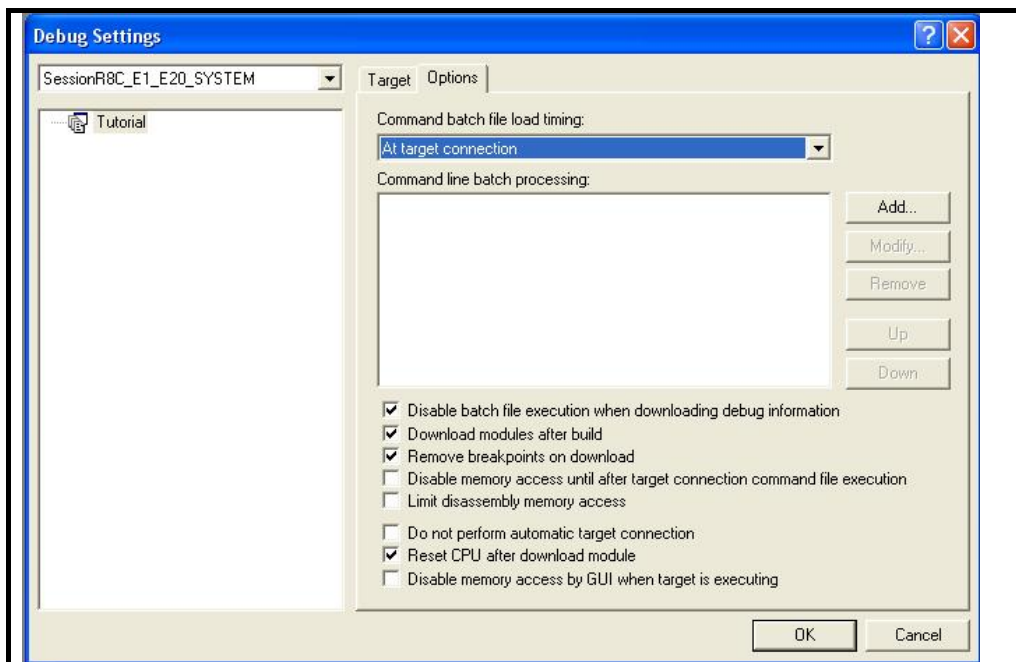 Debug Settings
SessionR8C_E1_E20_SYSTEM
Tutorial
Target
Options
Command batch file load timing:
At target connection
Command line batch processing:
Add...
Modify...
Remove
Up
Down
Disable batch file execution when downloading debug information
Download modules after build
Remove breakpoints on download
Disable memory access until after target connection command file execution
Limit disassembly memory access
Do not perform automatic target connection
Reset CPU after download module
Disable memory access by GUI when target is executing
OK
Cancel